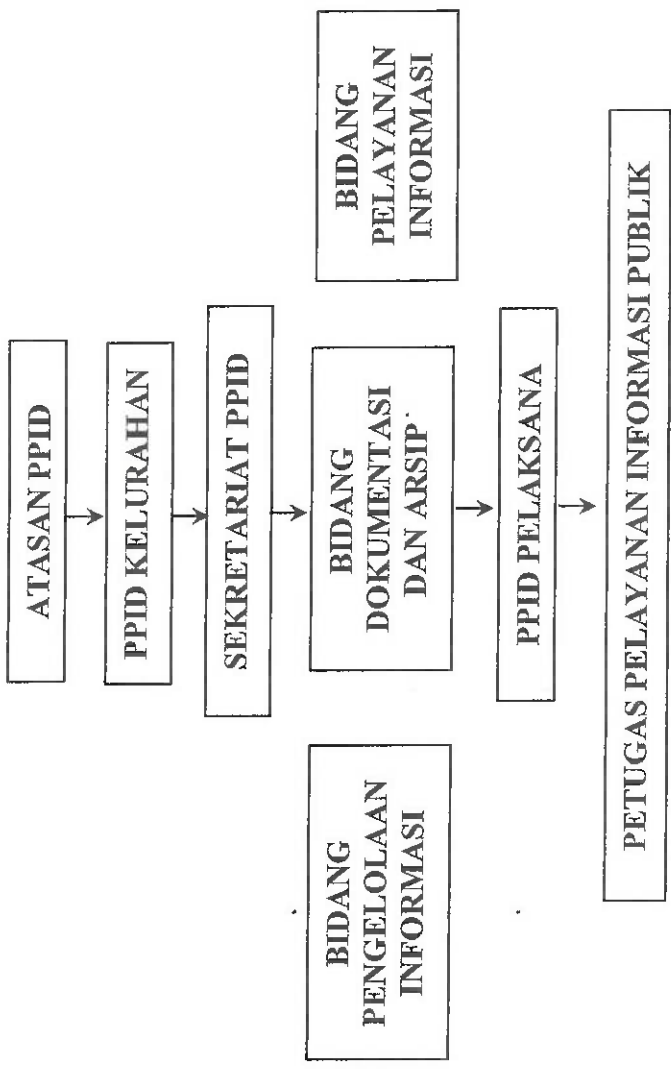 ATASAN PPID
PPID KELURAHAN
SEKRETARIAT PPID
BIDANG
PENGELOLAAN
INFORMASI
BIDANG
DOKUMENTASI
DAN ARSIP
BIDANG
PELAYANAN
INFORMASI
PPID PELAKSANA
PETUGAS PELAYANAN INFORMASI PUBLIK